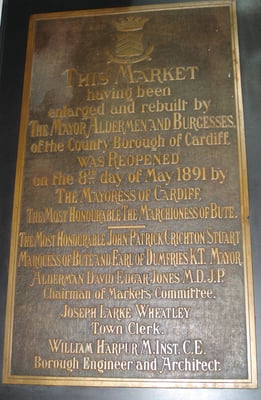 THIS MARKET
having been
enlarged and rebuilt by
THE MAYOR, ALDERMEN AND BURGESSES,
of the County Borough of Cardiff,
WAS REOPENED
on the 8th day of May 1891 by
THE MAYORESS OF CARDIFF,
THE MOST HONOURABLE THE MARCHIONESS OF BUTE.
THE MOST HONOURABLE JOHN PATRICK CRICHTON STUART
MARQUESS OF BUTE AND EARL OF DUMFRIES K.T. MAYOR.
ALDERMAN DAVID EDGAR JONES, M.D. J.P.
Chairman of Markets Committee.
JOSEPH LARKE WHEATLEY
Town Clerk.
WILLIAM HARPUR M.INST. C.E.
Borough Engineer and Architect.